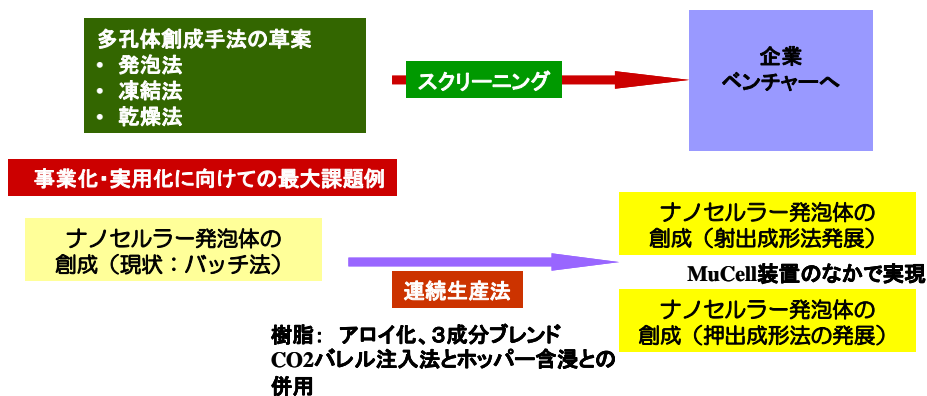 多孔体創成手法の草案
• 発泡法
• 凍結法
• 乾燥法
スクリーニング
企業
ベンチャーへ
事業化・実用化に向けての最大課題例
ナノセルラー発泡体の
創成（現状：バッチ法）
連続生産法
樹脂： アロイ化、３成分ブレンド
CO2バレル注入法とホッパー含浸との
併用
ナノセルラー発泡体の
創成（射出成形法発展）
MuCell装置のなかで実現
ナノセルラー発泡体の
創成（押出成形法の発展）